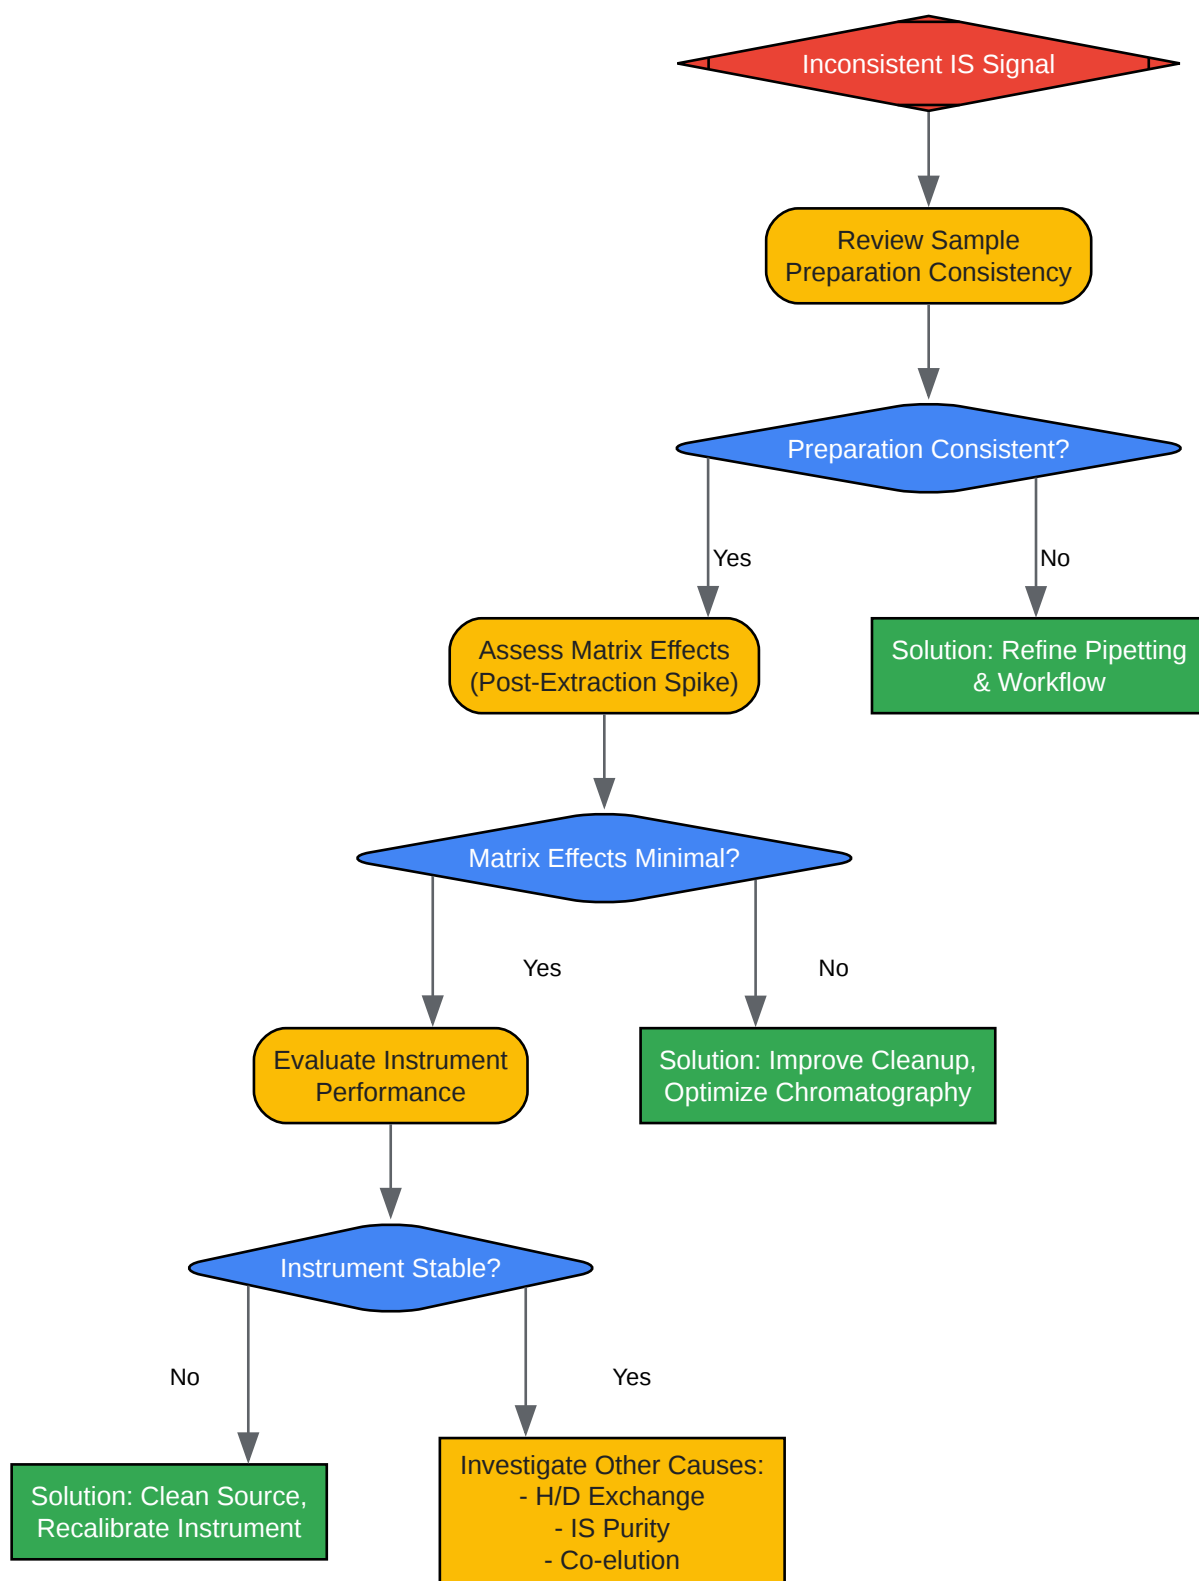 Inconsistent IS Signal
Review Sample
Preparation Consistency
Preparation Consistent?
Yes
No
Assess Matrix Effects
(Post-Extraction Spike)
Solution: Refine Pipetting
& Workflow
Matrix Effects Minimal?
Yes
No
Evaluate Instrument
Performance
Solution: Improve Cleanup,
Optimize Chromatography
Instrument Stable?
No
Yes
Solution: Clean Source,
Recalibrate Instrument
Investigate Other Causes:
- H/D Exchange
- IS Purity
- Co-elution